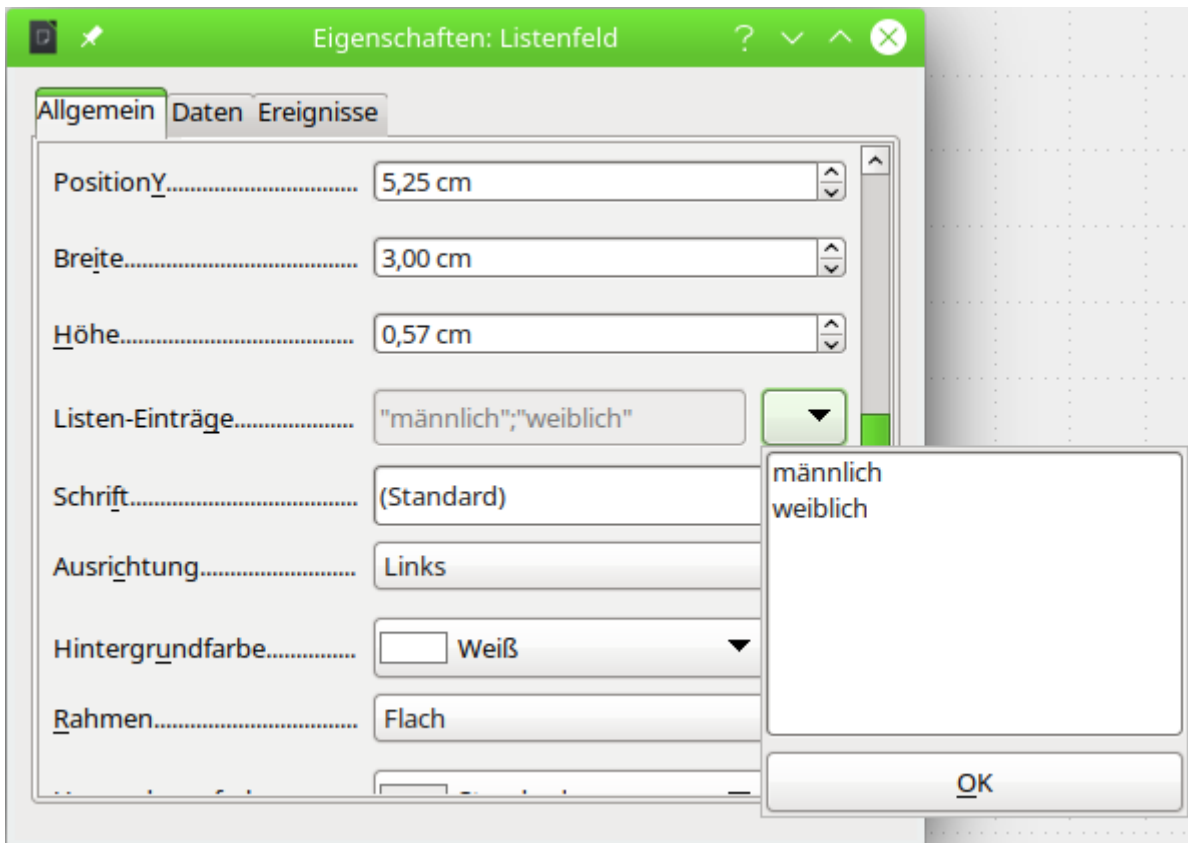 Eigenschaften: Listenfeld
Allgemein Daten Ereignisse
PositionY 5,25 cm
Breite 3,00 cm
Höhe 0,57 cm
Listen-Einträge "männlich";"weiblich"
männlich
weiblich
Schrift (Standard)
Ausrichtung Links
Hintergrundfarbe Weiß
Rahmen Flach
OK